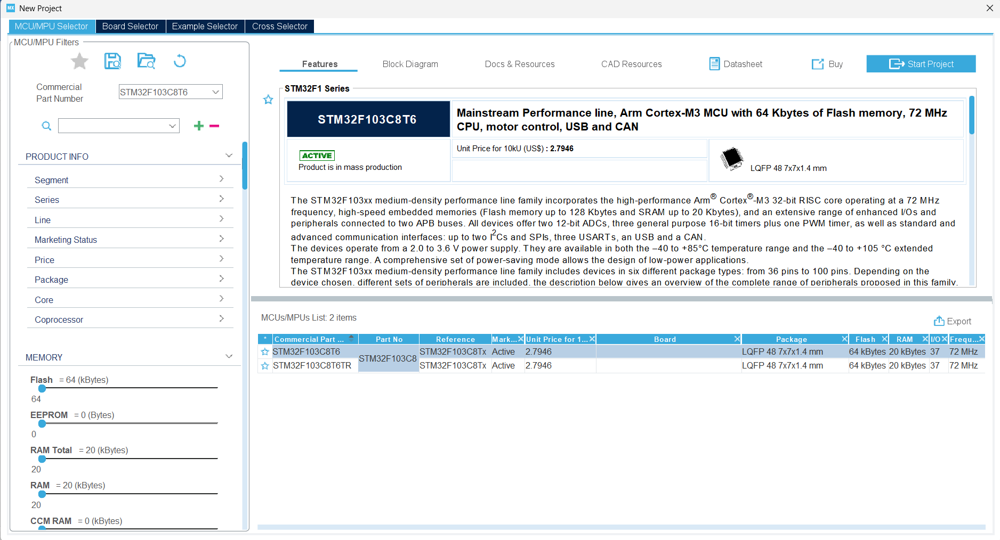 MX New Project
MCU/MPU Selector Board Selector Example Selector Cross Selector
MCU/MPU Filters
Commercial
Part Number
STM32F103C8T6
PRODUCT INFO
Segment
Series
Line
Marketing Status
Price
Package
Core
Coprocessor
MEMORY
Flash = 64 (kBytes)
64
EEPROM = 0 (Bytes)
0
RAM Total = 20 (kBytes)
20
RAM = 20 (kBytes)
20
CCM RAM = 0 (kBytes)
Features Block Diagram Docs & Resources CAD Resources Datasheet Buy Start Project
STM32F1 Series
STM32F103C8T6
Mainstream Performance line, Arm Cortex-M3 MCU with 64 Kbytes of Flash memory, 72 MHz
CPU, motor control, USB and CAN
ACTIVE
Product is in mass production
Unit Price for 10kU (US$) : 2.7946
LQFP 48 7x7x1.4 mm
The STM32F103xx medium-density performance line family incorporates the high-performance Arm® Cortex®-M3 32-bit RISC core operating at a 72 MHz
frequency, high-speed embedded memories (Flash memory up to 128 Kbytes and SRAM up to 20 Kbytes), and an extensive range of enhanced I/Os and
peripherals connected to two APB buses. All devices offer two 12-bit ADCs, three general purpose 16-bit timers plus one PWM timer, as well as standard and
advanced communication interfaces: up to two I²Cs and SPIs, three USARTs, an USB and a CAN.
The devices operate from a 2.0 to 3.6 V power supply. They are available in both the –40 to +85°C temperature range and the –40 to +105 °C extended
temperature range. A comprehensive set of power-saving mode allows the design of low-power applications.
The STM32F103xx medium-density performance line family includes devices in six different package types: from 36 pins to 100 pins. Depending on the
device chosen, different sets of peripherals are included, the description below gives an overview of the complete range of peripherals proposed in this family.
MCUs/MPUs List: 2 items
Export
* Commercial Part ... Part No Reference Mark... Unit Price for 1... Board Package Flash RAM I/O Frequ...
STM32F103C8T6 STM32F103C8 STM32F103C8Tx Active 2.7946 LQFP 48 7x7x1.4 mm 64 kBytes 20 kBytes 37 72 MHz
STM32F103C8T6TR STM32F103C8Tx Active 2.7946 LQFP 48 7x7x1.4 mm 64 kBytes 20 kBytes 37 72 MHz